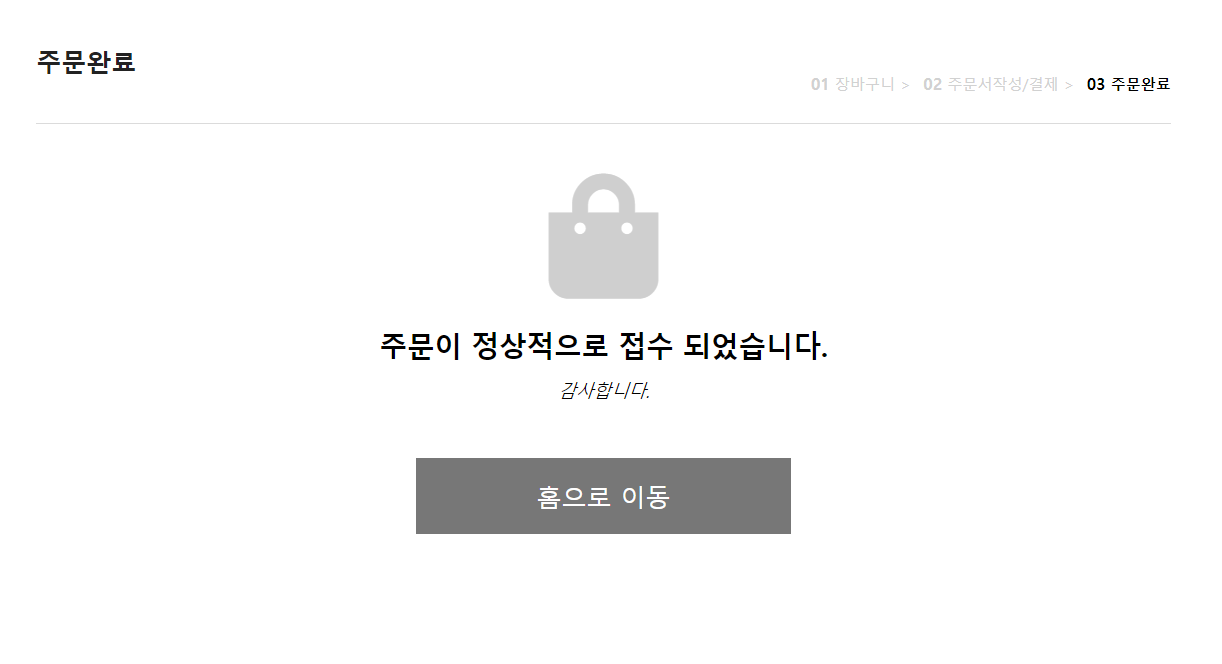 주문완료
01 장바구니 > 02 주문서작성/결제 > 03 주문완료
주문이 정상적으로 접수 되었습니다.
감사합니다.
홈으로 이동